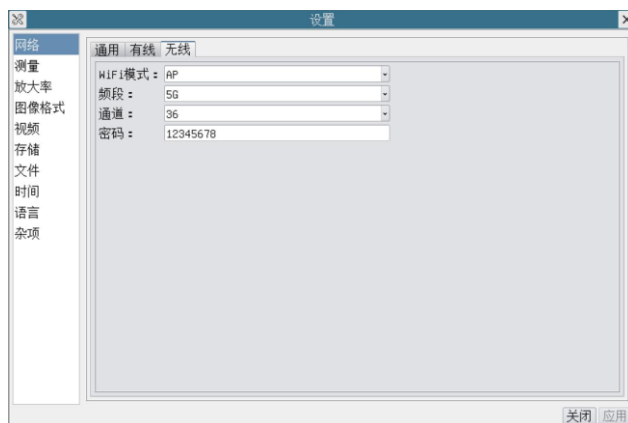 设置
网络
测量
放大率
图像格式
视频
存储
文件
时间
语言
杂项
通用 有线 无线
WiFi模式： AP
频段： 5G
通道： 36
密码： 12345678
关闭 应用